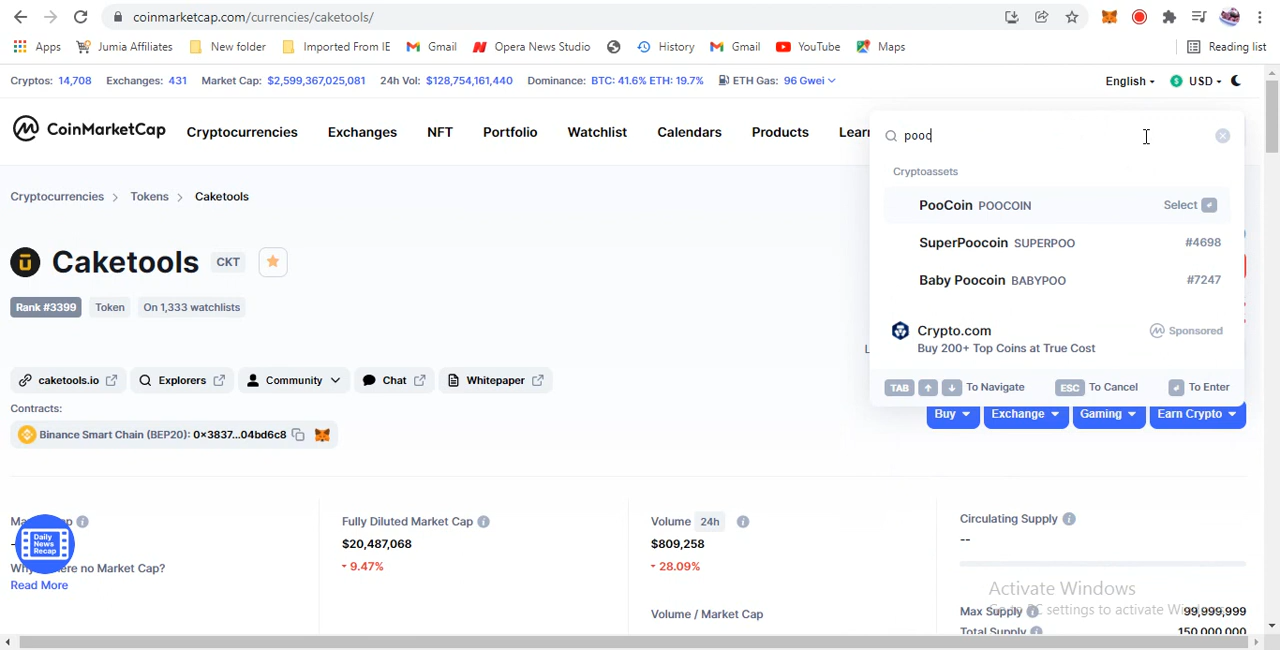 coinmarketcap.com/currencies/caketools/
Apps Jumia Affiliates New folder Imported From IE Gmail Opera News Studio History Gmail YouTube Maps Reading list
Cryptos: 14,708 Exchanges: 431 Market Cap: $2,599,367,025,081 24h Vol: $128,754,161,440 Dominance: BTC: 41.6% ETH: 19.7% ETH Gas: 96 Gwei English USD
CoinMarketCap Cryptocurrencies Exchanges NFT Portfolio Watchlist Calendars Products Learn
pooc
Cryptoassets
Cryptocurrencies > Tokens > Caketools
PooCoin POOCOIN Select
SuperPoocoin SUPERPOO #4698
Caketools CKT
Baby Poocoin BABYPOO #7247
Rank #3399 Token On 1,333 watchlists
Crypto.com Sponsored
Buy 200+ Top Coins at True Cost
caketools.io Explorers Community Chat Whitepaper
TAB To Navigate ESC To Cancel To Enter
Contracts:
Buy Exchange Gaming Earn Crypto
Binance Smart Chain (BEP20): 0x3837...04bd6c8
Fully Diluted Market Cap Volume 24h Circulating Supply
$20,487,068 $809,258 --
Daily News Recap
9.47% 28.09%
no Market Cap?
Read More
Activate Windows
settings to activate
Volume / Market Cap Max Supply 99,999,999
Total Supply 150,000,000